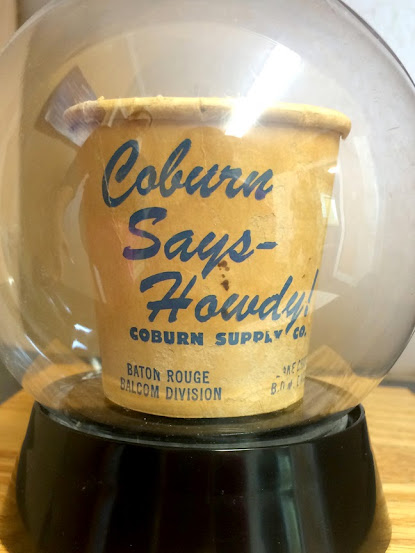 Coburn
Says-
Howdy!
COBURN SUPPLY CO.
BATON ROUGE
BALCOM DIVISION